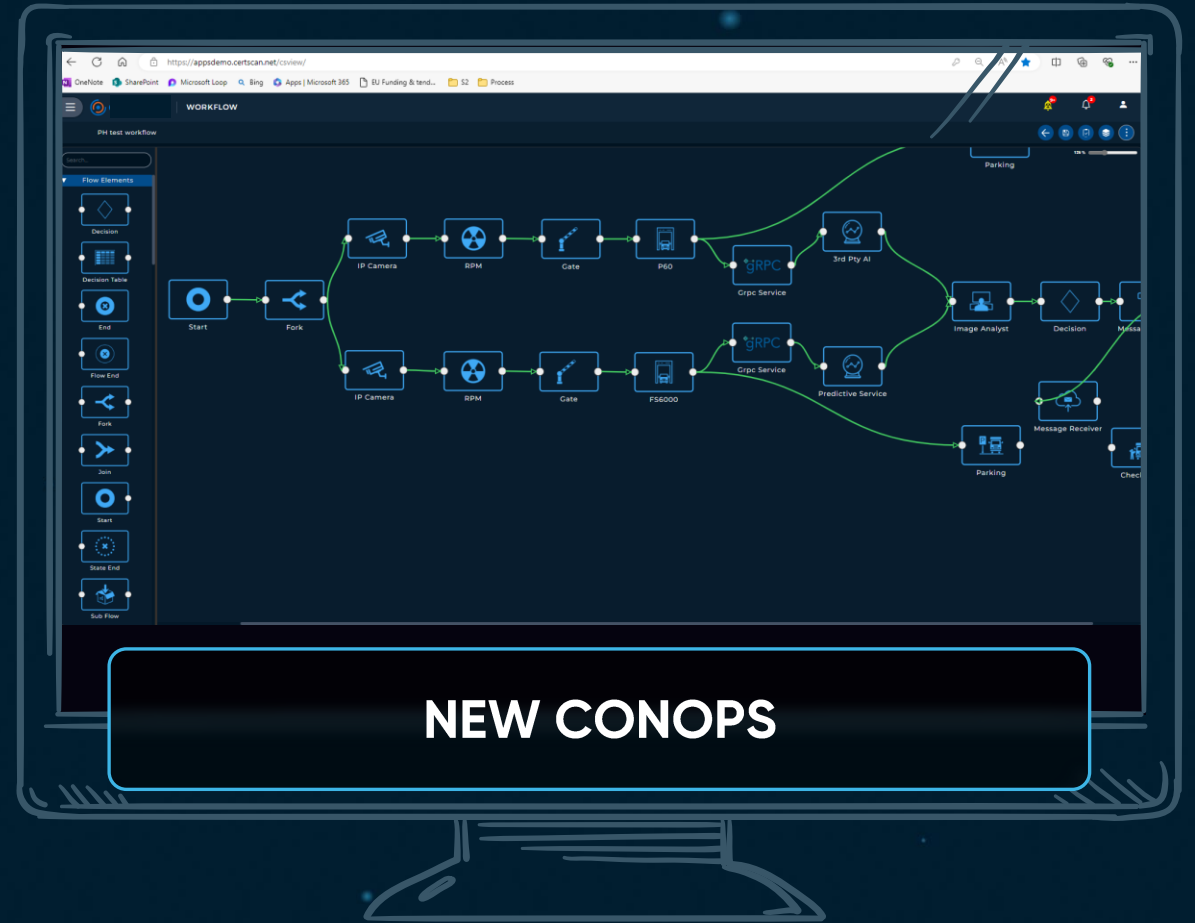 https://appsdemo.certscan.net/csview/
OneNote SharePoint Microsoft Loop Bing Apps | Microsoft 365 EU Funding & tend... S2 Process
WORKFLOW
PH test workflow
Search...
Flow Elements
Decision
Decision Table
End
Flow End
Fork
Join
Start
State End
Sub Flow
Parking
IP Camera RPM Gate P60
gRPC
Grpc Service
3rd Pty AI
Start Fork
Image Analyst Decision Messa
gRPC
Grpc Service
IP Camera RPM Gate FS6000
Predictive Service
Message Receiver
Parking
Chec
NEW CONOPS